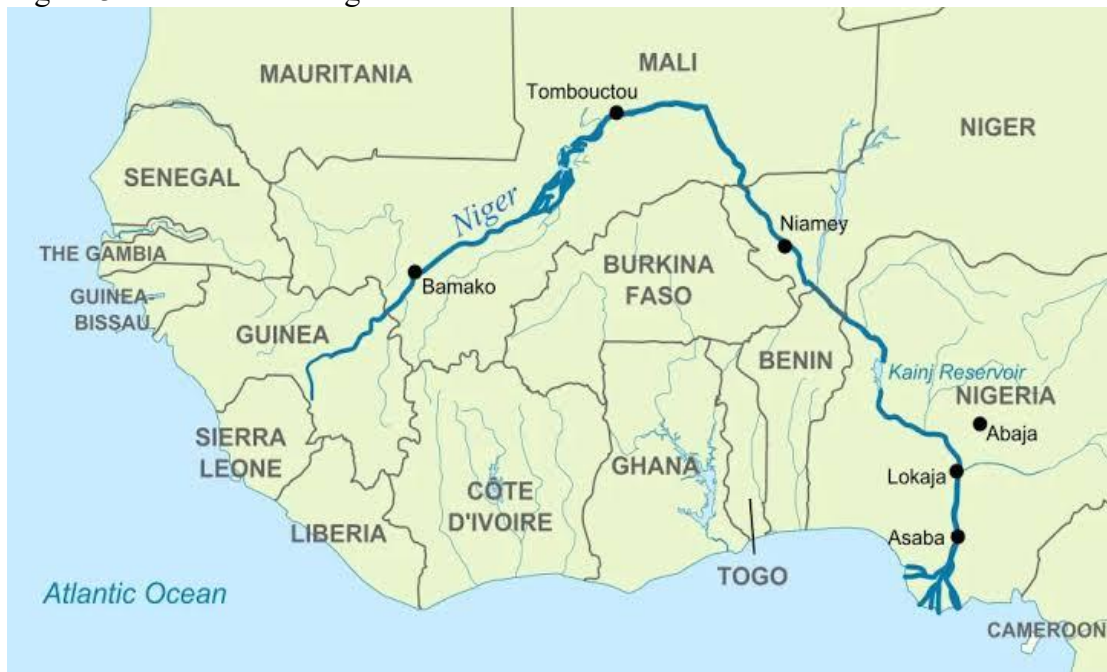 MAURITANIA
MALI
Tombouctou
NIGER
SENEGAL
Niger
Niamey
THE GAMBIA
Bamako
BURKINA
FASO
GUINEA-
BISSAU
GUINEA
BENIN
Kainj Reservoir
NIGERIA
Abaja
SIERRA
LEONE
GHANA
Lokaja
CÔTE
D'IVOIRE
LIBERIA
Asaba
TOGO
Atlantic Ocean
CAMEROON